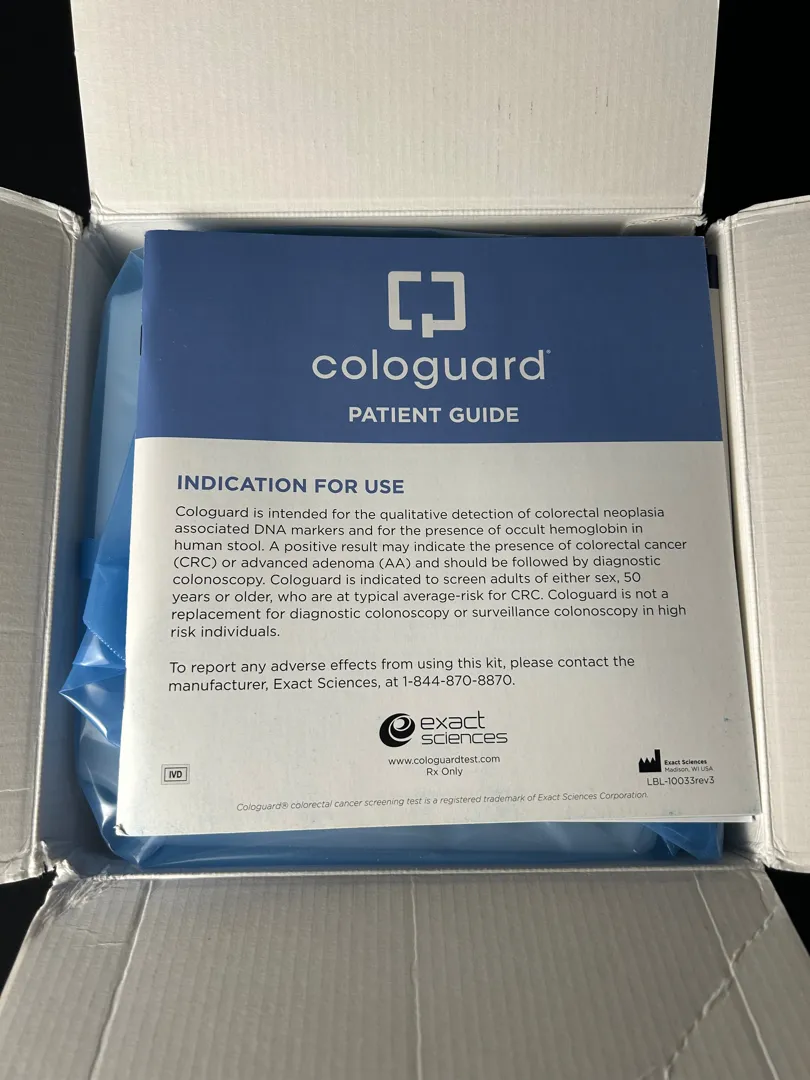 cologuard®
PATIENT GUIDE
INDICATION FOR USE
Cologuard is intended for the qualitative detection of colorectal neoplasia
associated DNA markers and for the presence of occult hemoglobin in
human stool. A positive result may indicate the presence of colorectal cancer
(CRC) or advanced adenoma (AA) and should be followed by diagnostic
colonoscopy. Cologuard is indicated to screen adults of either sex, 50
years or older, who are at typical average-risk for CRC. Cologuard is not a
replacement for diagnostic colonoscopy or surveillance colonoscopy in high
risk individuals.
To report any adverse effects from using this kit, please contact the
manufacturer, Exact Sciences, at 1-844-870-8870.
exact
sciences
www.cologuardtest.com
Rx Only
IVD
Exact Sciences
Madison, WI USA
LBL-10033rev3
Cologuard® colorectal cancer screening test is a registered trademark of Exact Sciences Corporation.